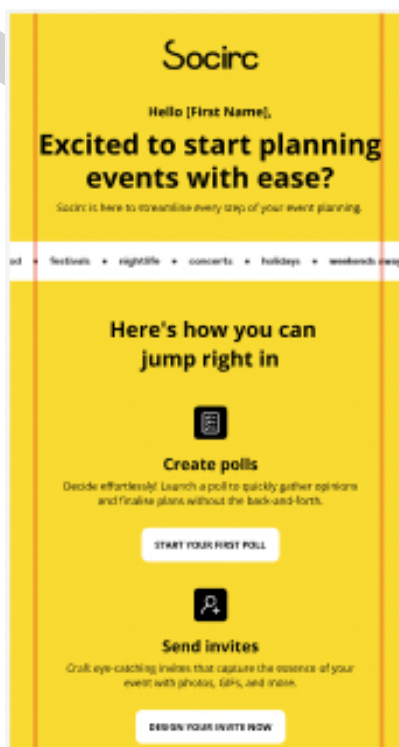 Socirc
Hello [First Name],
Excited to start planning
events with ease?
Socirc is here to streamline every step of your event planning.
festivals • nightlife • concerts • holidays • weekends away
Here's how you can
jump right in
Create polls
Decide effortlessly! Launch a poll to quickly gather opinions
and finalise plans without the back-and-forth.
START YOUR FIRST POLL
Send invites
Craft eye-catching invites that capture the essence of your
event with photos, GIFs, and more.
DESIGN YOUR INVITE NOW